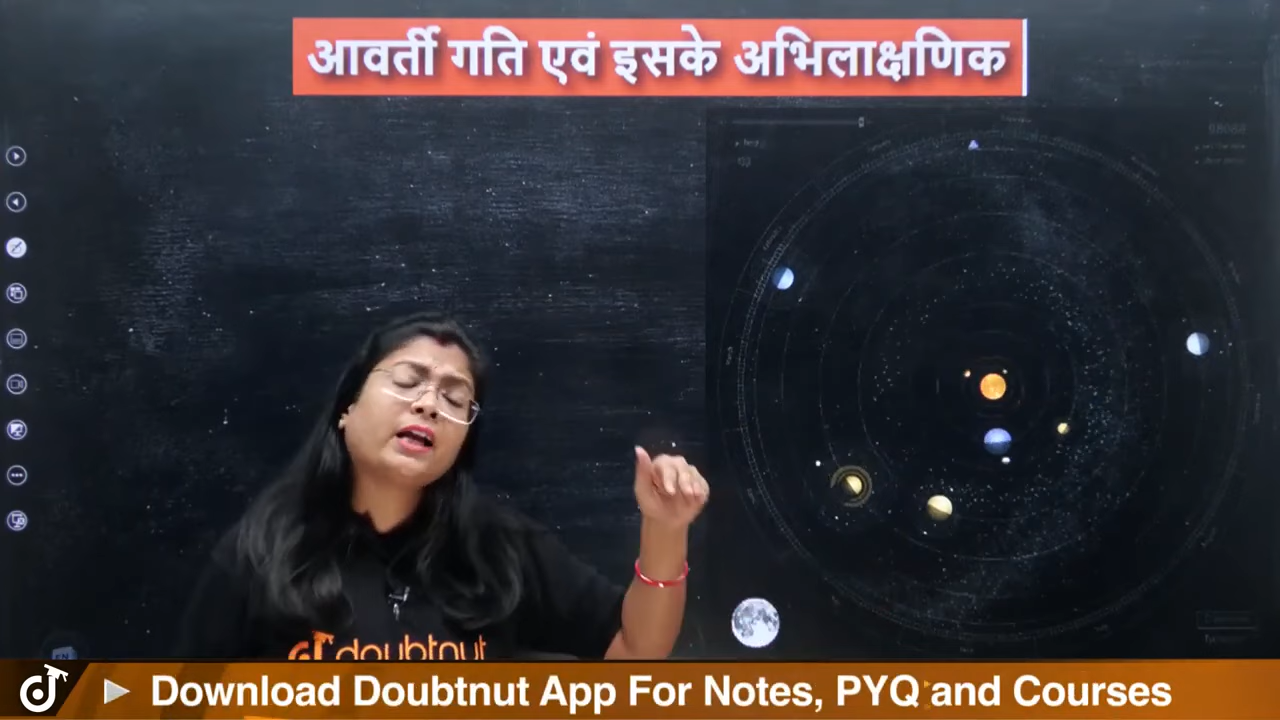 आवर्ती गति एवं इसके अभिलाक्षणिक
doubtnut
Download Doubtnut App For Notes, PYQ and Courses